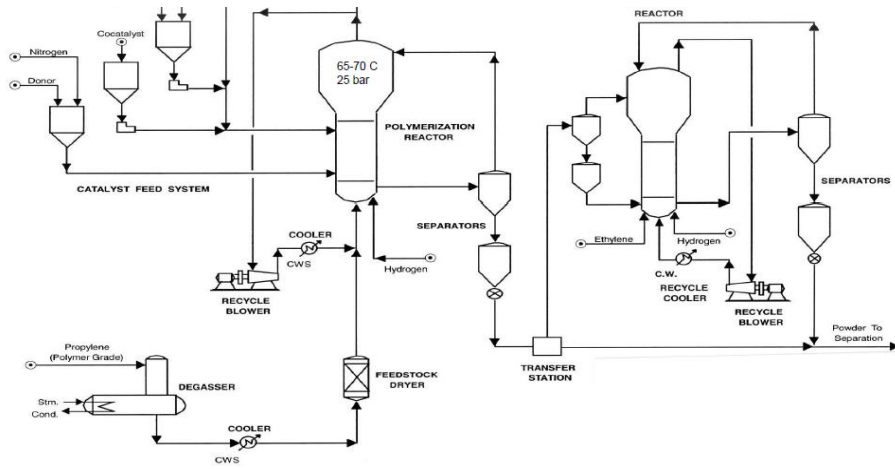 Cocatalyst
Nitrogen
Donor
65-70 C
25 bar
POLYMERIZATION
REACTOR
CATALYST FEED SYSTEM
SEPARATORS
COOLER
CWS
Hydrogen
RECYCLE
BLOWER
Propylene
(Polymer Grade)
DEGASSER
Stm.
Cond.
COOLER
CWS
FEEDSTOCK
DRYER
REACTOR
SEPARATORS
Ethylene
Hydrogen
C.W.
RECYCLE
COOLER
RECYCLE
BLOWER
TRANSFER
STATION
Powder To
Separation